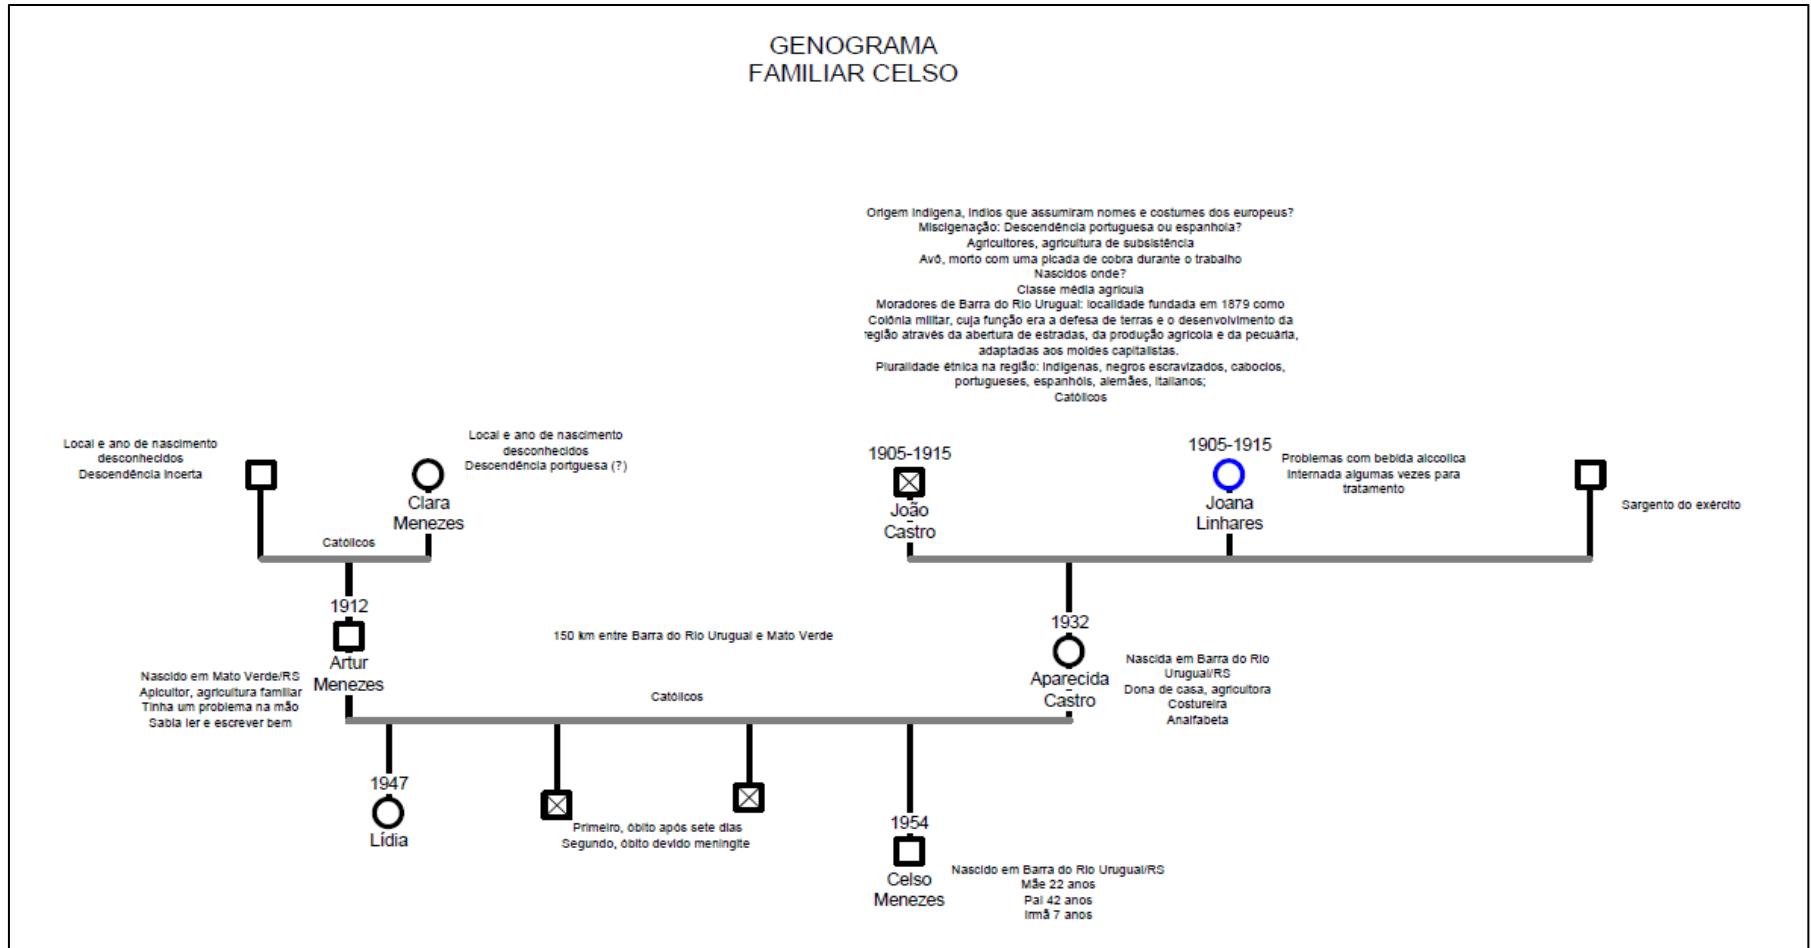 GENOGRAMA
FAMILIAR CELSO
Origem indígena, índios que assumiram nomes e costumes dos europeus?
Miscigenação: Descendência portuguesa ou espanhola?
Agricultores, agricultura de subsistência
Avô, morto com uma picada de cobra durante o trabalho
Nascidos onde?
Classe média agrícula
Moradores de Barra do Rio Uruguai: localidade fundada em 1879 como
Colônia militar, cuja função era a defesa de terras e o desenvolvimento da
região através da abertura de estradas, da produção agrícola e da pecuária,
adaptadas aos moldes capitalistas.
Pluralidade étnica na região: indígenas, negros escravizados, caboclos,
portugueses, espanhóis, alemães, italianos;
Católicos
Local e ano de nascimento
desconhecidos
Descendência incerta
Local e ano de nascimento
desconhecidos
Descendência portguesa (?)
Clara
Menezes
Católicos
1905-1915
João
Castro
1905-1915
Joana
Linhares
Problemas com bebida alccolica
Internada algumas vezes para
tratamento
Sargento do exército
1912
Artur
Menezes
Nascido em Mato Verde/RS
Apicultor, agricultura familiar
Tinha um problema na mão
Sabia ler e escrever bem
150 km entre Barra do Rio Uruguai e Mato Verde
Católicos
1932
Aparecida
Castro
Nascida em Barra do Rio
Uruguai/RS
Dona de casa, agricultora
Costureira
Analfabeta
1947
Lídia
Primeiro, óbito após sete dias
Segundo, óbito devido meningite
1954
Celso
Menezes
Nascido em Barra do Rio Uruguai/RS
Mãe 22 anos
Pai 42 anos
Irmã 7 anos